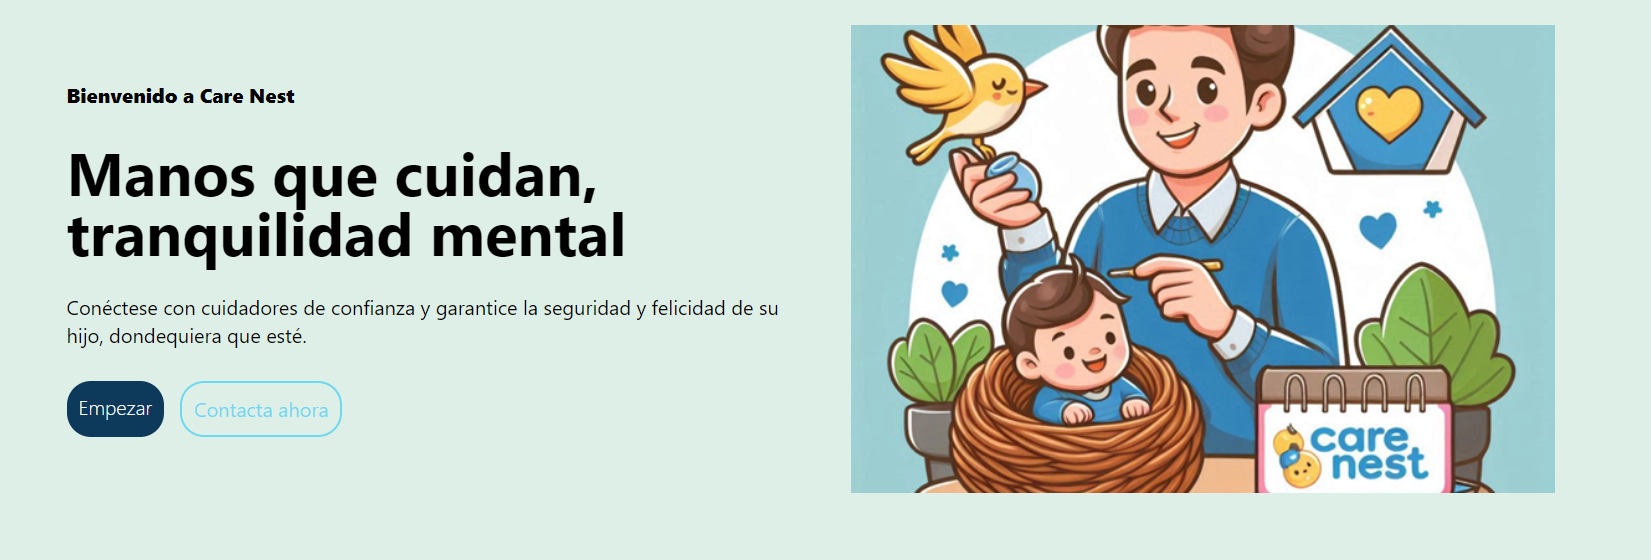 Bienvenido a Care Nest
Manos que cuidan,
tranquilidad mental
Conéctese con cuidadores de confianza y garantice la seguridad y felicidad de su
hijo, dondequiera que esté.
Empezar
Contacta ahora
care
nest